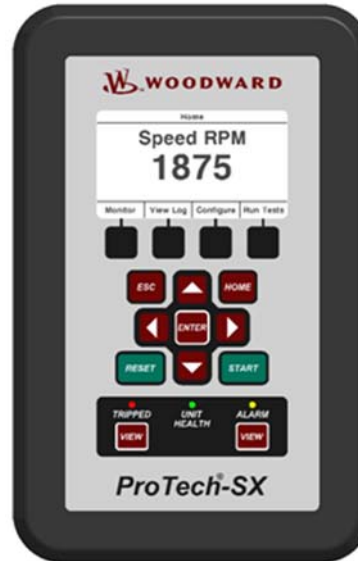 W WOODWARD
Home
Speed RPM
1875
Monitor View Log Configure Run Tests
ESC HOME
ENTER
RESET START
TRIPPED UNIT HEALTH ALARM
VIEW VIEW
ProTech®-SX